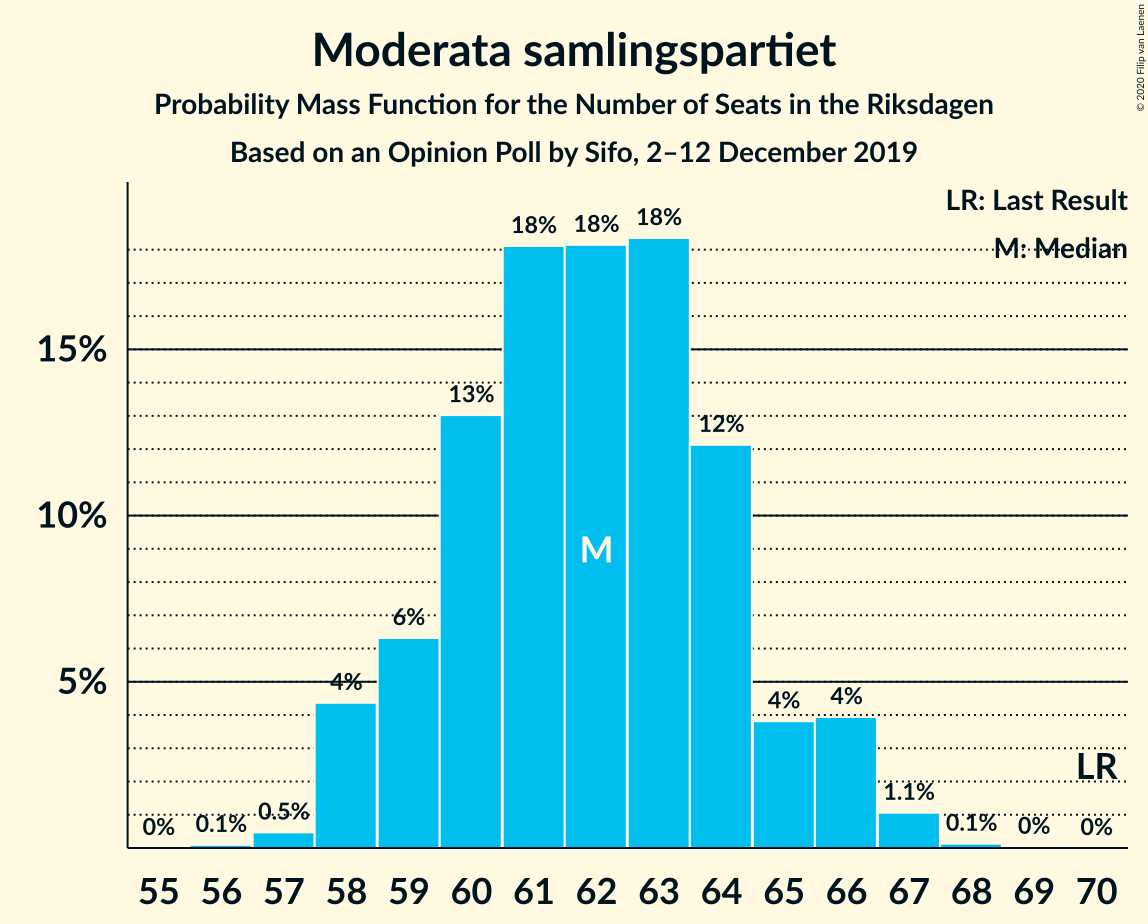 Moderata samlingspartiet
Probability Mass Function for the Number of Seats in the Riksdagen
Based on an Opinion Poll by Sifo, 2–12 December 2019
© 2020 Filip van Laenen
LR: Last Result
M: Median
15%
10%
5%
0%
0.1%
0.5%
4%
6%
13%
18%
18%
18%
12%
4%
4%
1.1%
0.1%
0%
0%
M
LR
55 56 57 58 59 60 61 62 63 64 65 66 67 68 69 70